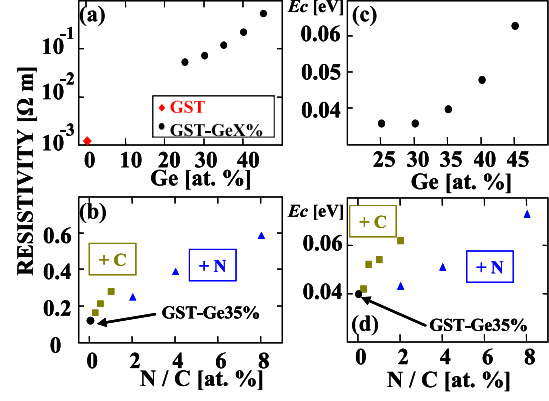 (a)
10⁻¹
10⁻²
10⁻³
GST
GST-GeX%
0 10 20 30 40 50
Ge [at. %]
RESISTIVITY [Ω m]
Ec [eV]
(c)
0.06
0.05
0.04
25 30 35 40 45
Ge [at. %]
(b)
0.6
0.4
0.2
0
+ C
+ N
GST-Ge35%
0 2 4 6 8
N / C [at. %]
Ec [eV]
+ C
0.06
0.04
+ N
GST-Ge35%
(d)
0 2 4 6 8
N / C [at. %]